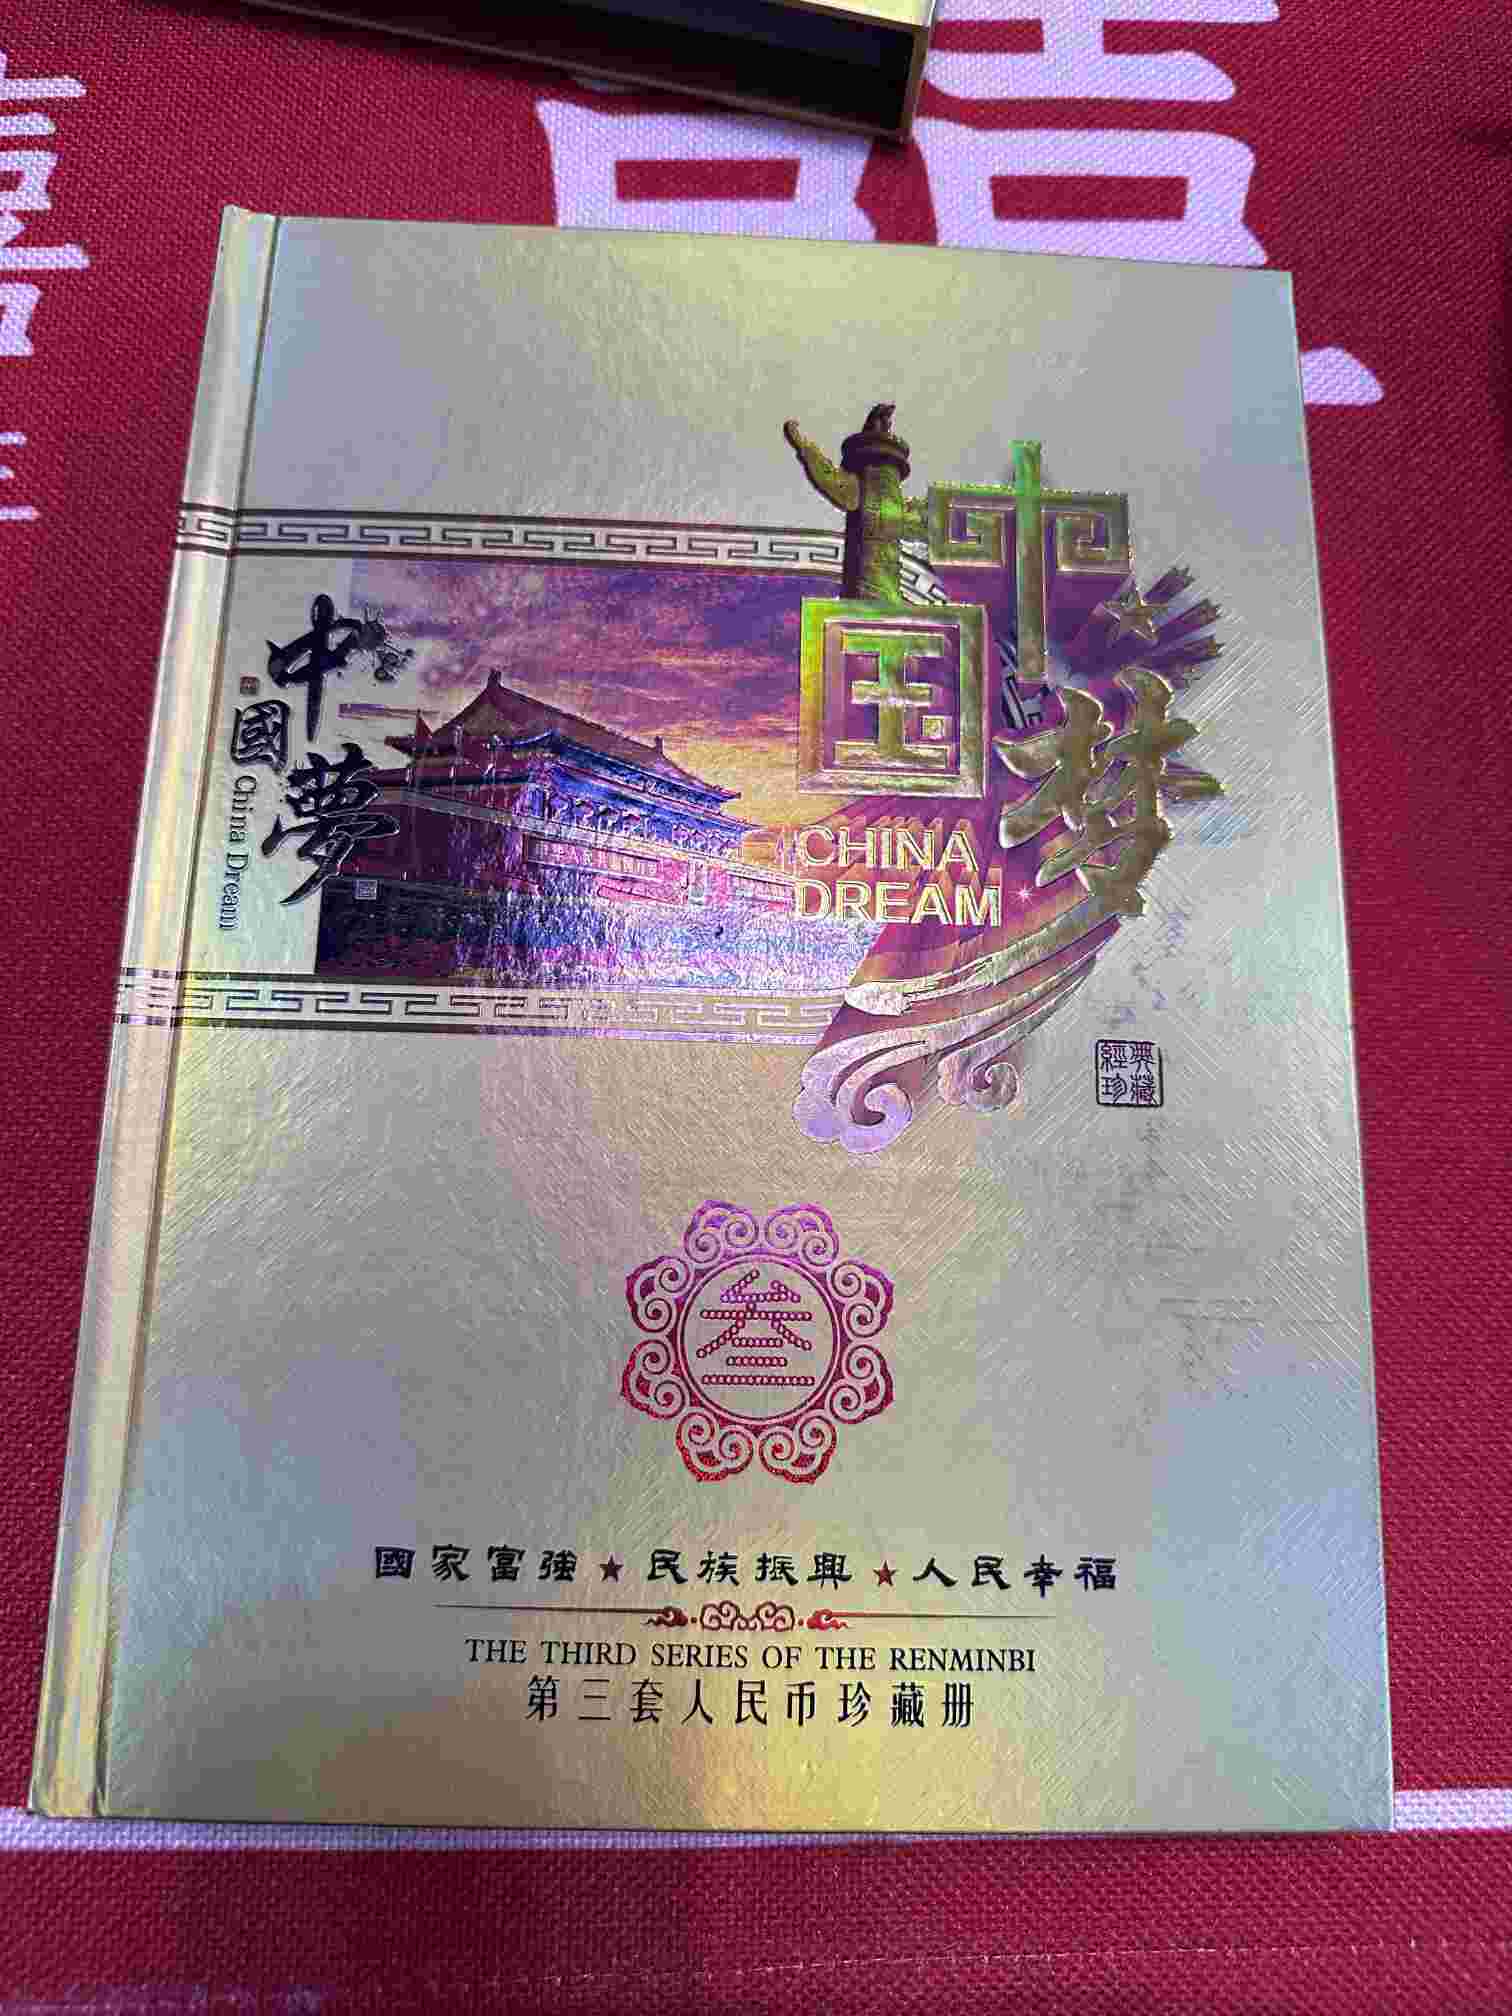 囍
中国梦
CHINA
DREAM
中國夢
China Dream
經典
珍藏
叁
國家富強★民族振興★人民幸福
THE THIRD SERIES OF THE RENMINBI
第三套人民币珍藏册